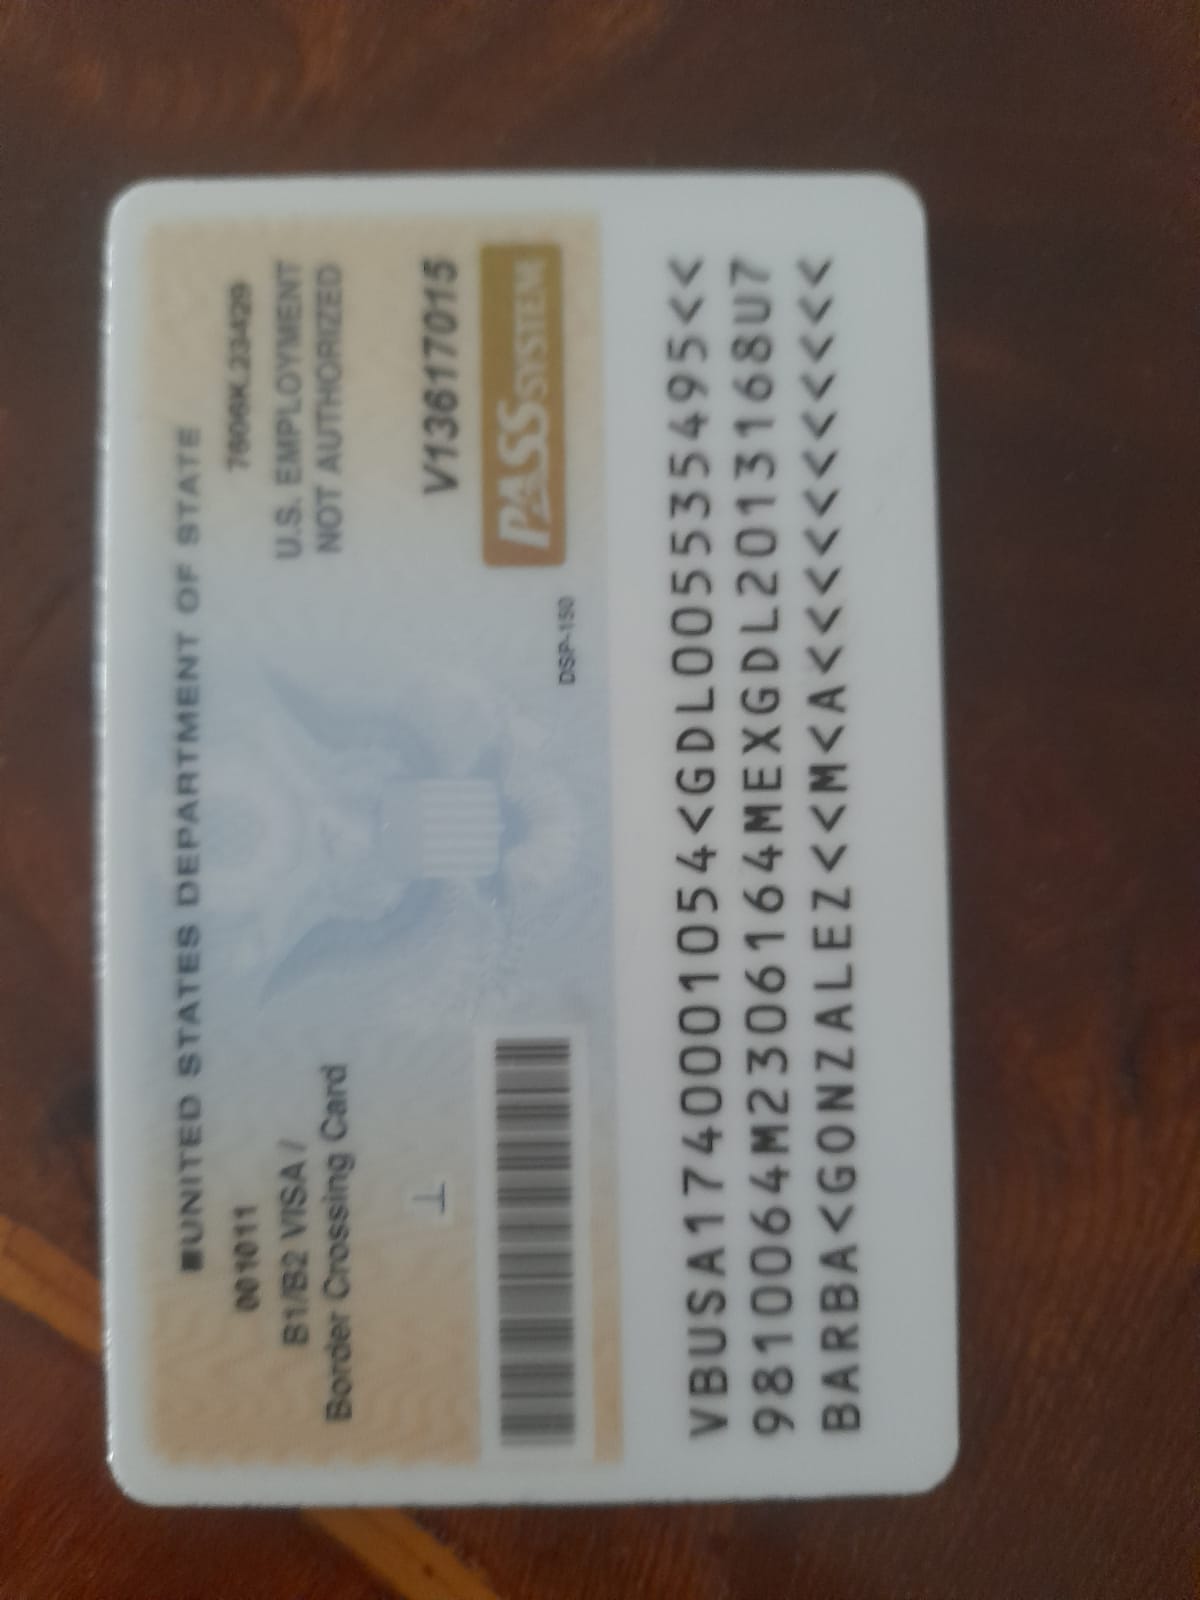 UNITED STATES DEPARTMENT OF STATE
001011
7606K.23429
B1/B2 VISA /
Border Crossing Card
U.S. EMPLOYMENT
NOT AUTHORIZED
V13617015
PASS SYSTEM
DSP-150
VBUSA1740001054<GDL005535495<<
9810064M2306164MEXGDL2013168U7
BARBA<GONZALEZ<<M<A<<<<<<<<<<<